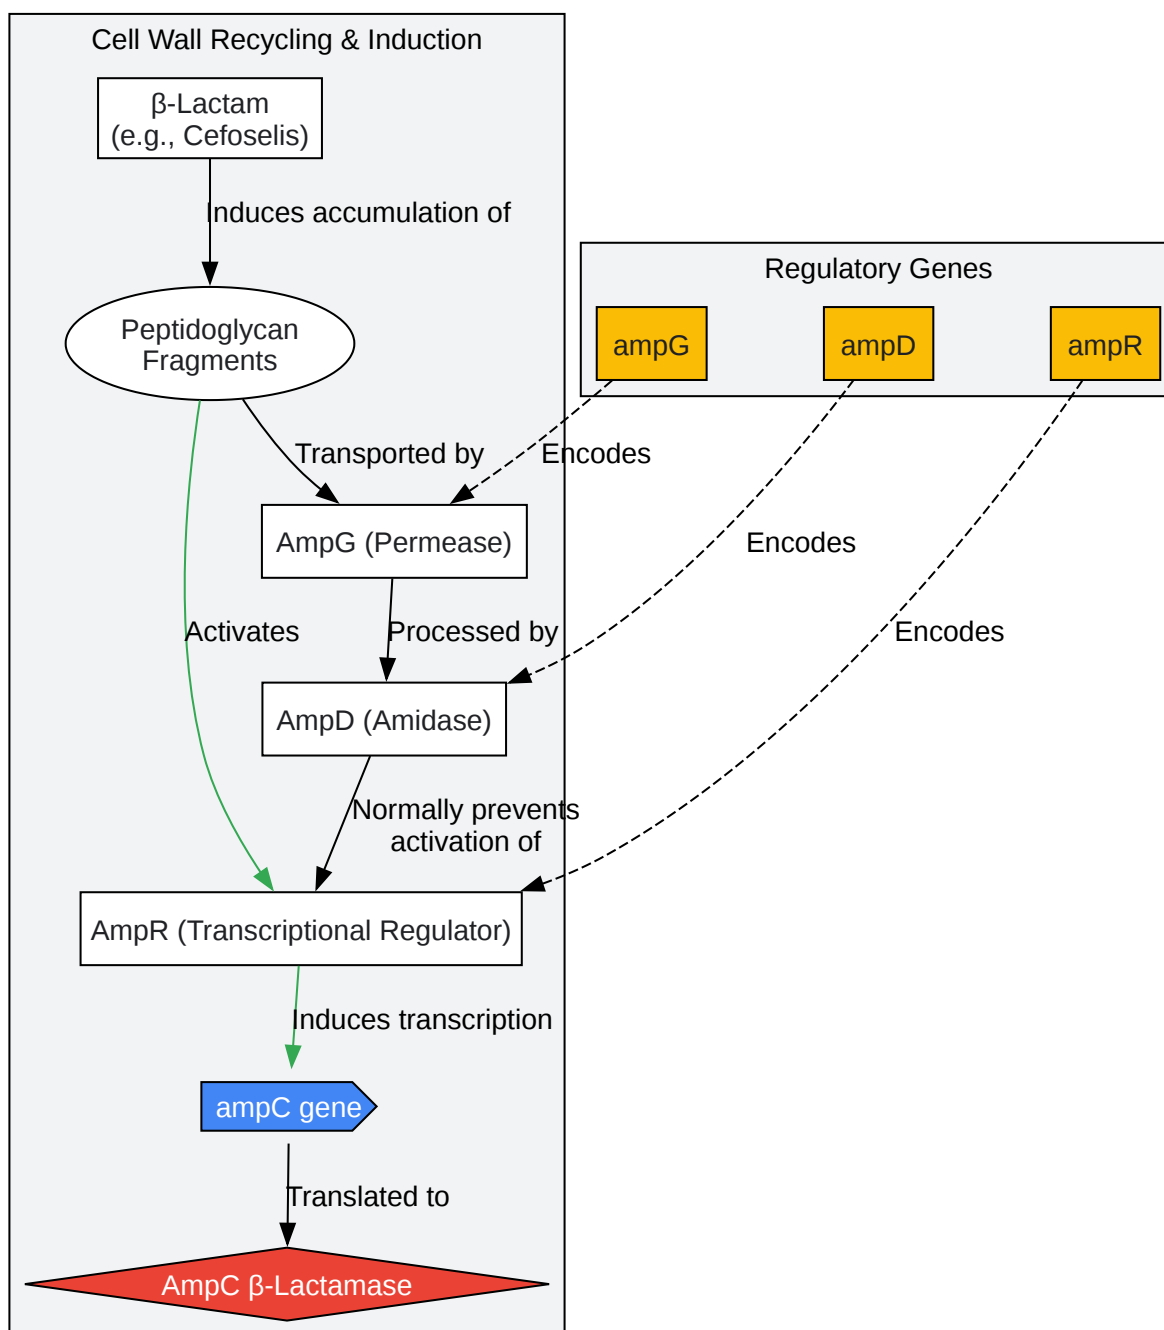 Cell Wall Recycling & Induction
β-Lactam
(e.g., Cefoselis)
Induces accumulation of
Regulatory Genes
Peptidoglycan
Fragments
ampG
ampD
ampR
Transported by
Encodes
AmpG (Permease)
Encodes
Activates
Processed by
Encodes
AmpD (Amidase)
Normally prevents
activation of
AmpR (Transcriptional Regulator)
Induces transcription
ampC gene
Translated to
AmpC β-Lactamase